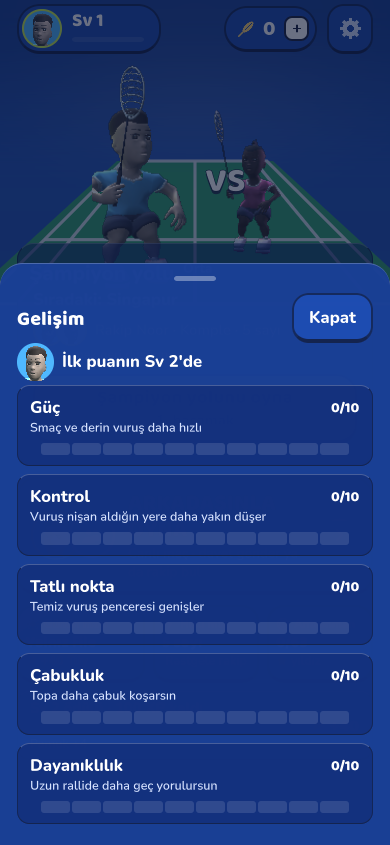 Sv 1
0
+
VS
Gelişim
Kapat
İlk puanın Sv 2'de
Güç
0/10
Smaç ve derin vuruş daha hızlı
Kontrol
0/10
Vuruş nişan aldığın yere daha yakın düşer
Tatlı nokta
0/10
Temiz vuruş penceresi genişler
Çabukluk
0/10
Topa daha çabuk koşarsın
Dayanıklılık
0/10
Uzun rallide daha geç yorulursun